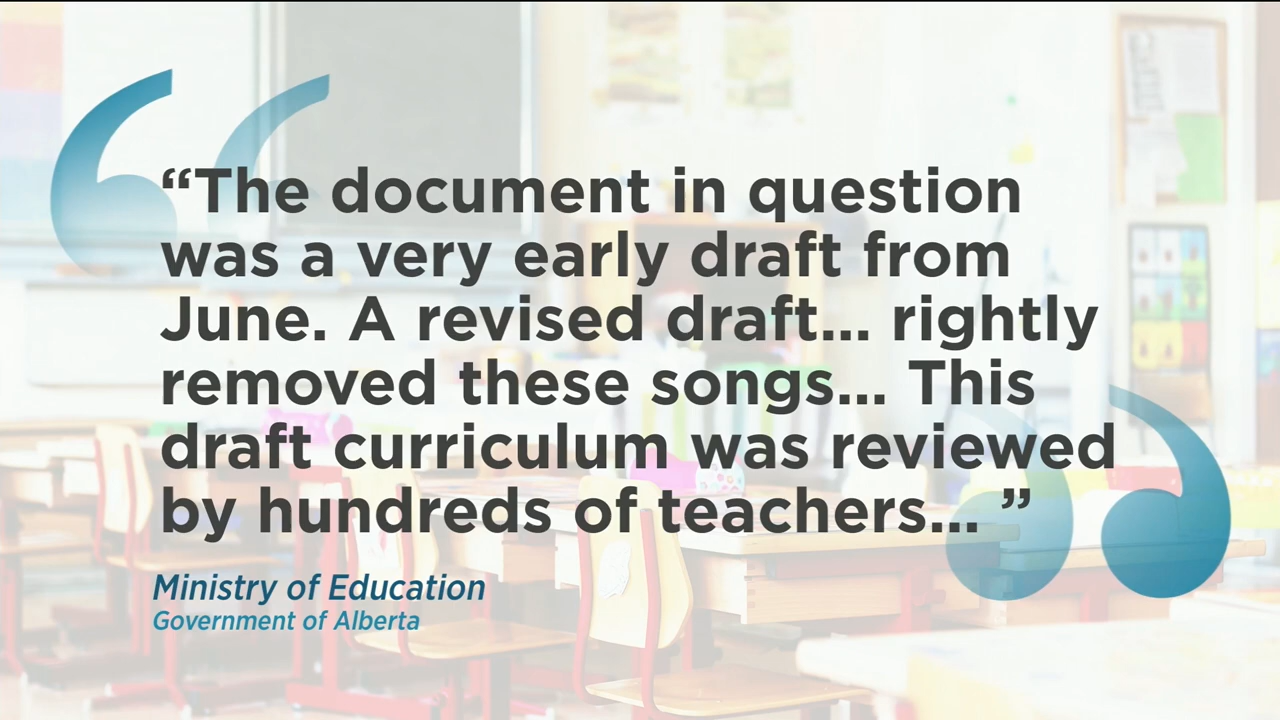 “The document in question
was a very early draft from
June. A revised draft... rightly
removed these songs... This
draft curriculum was reviewed
by hundreds of teachers... ”
Ministry of Education
Government of Alberta